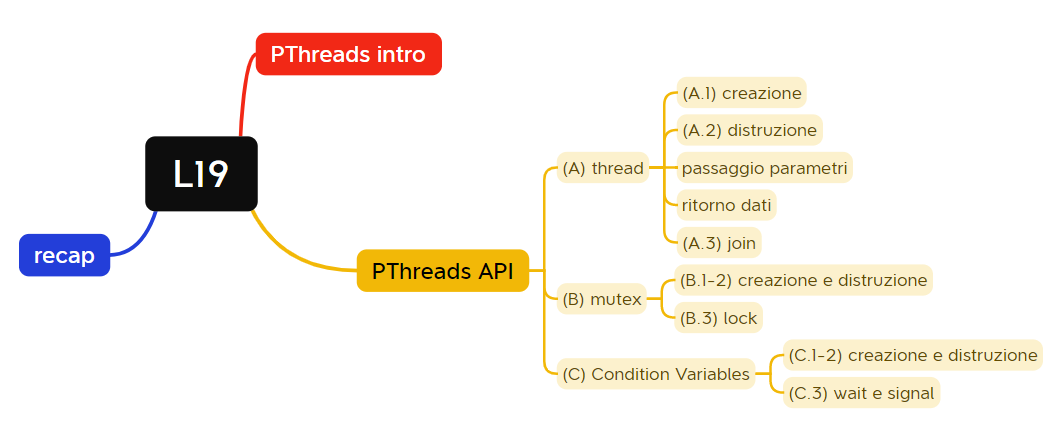 PThreads intro
L19
recap
PThreads API
(A) thread
(A.1) creazione
(A.2) distruzione
passaggio parametri
ritorno dati
(A.3) join
(B) mutex
(B.1-2) creazione e distruzione
(B.3) lock
(C) Condition Variables
(C.1-2) creazione e distruzione
(C.3) wait e signal